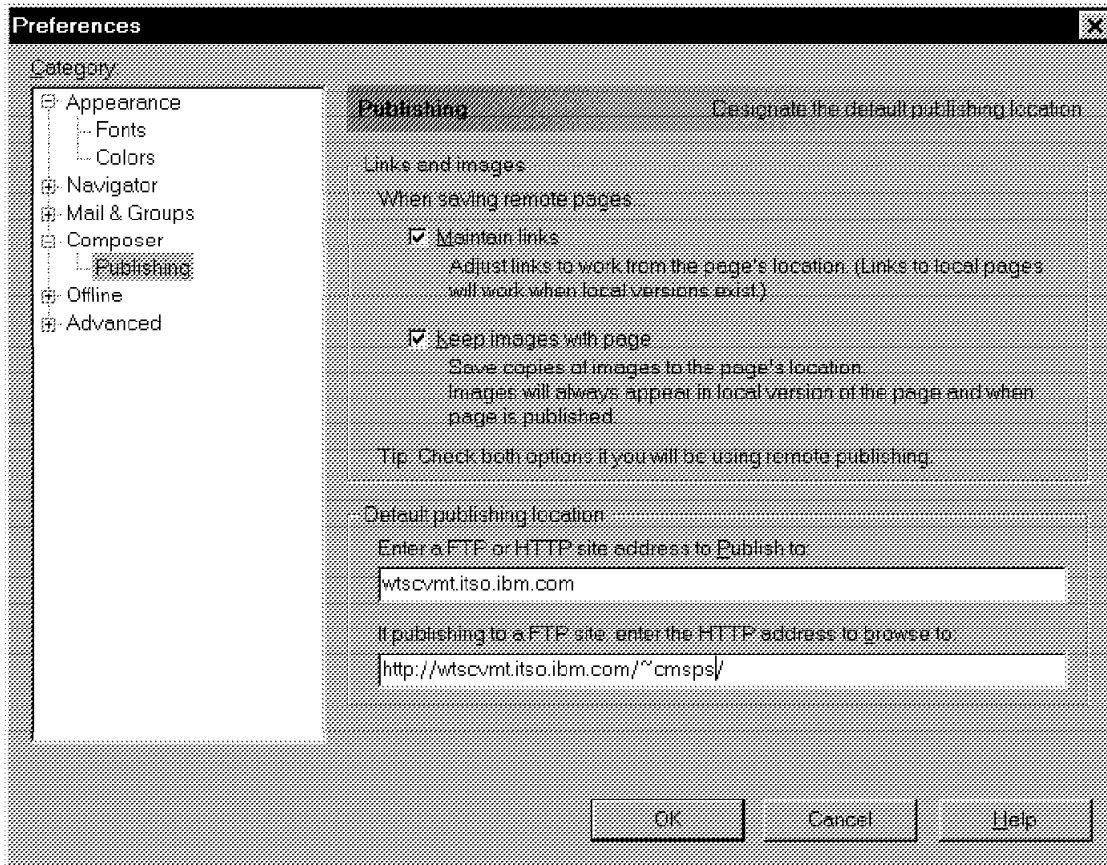 Preferences
Category:
Appearance
Fonts
Colors
Navigator
Mail & Groups
Composer
Publishing
Offline
Advanced
Publishing Designate the default publishing location
Links and images
When saving remote pages
Maintain links
Adjust links to work from the page's location. (Links to local pages
will work when local versions exist.)
Keep images with page
Save copies of images to the page's location.
Images will always appear in local version of the page and when
page is published.
Tip: Check both options if you will be using remote publishing.
Default publishing location
Enter a FTP or HTTP site address to Publish to:
wtscvmt.itso.ibm.com
If publishing to a FTP site, enter the HTTP address to browse to:
http://wtscvmt.itso.ibm.com/~cmsps/
OK Cancel Help